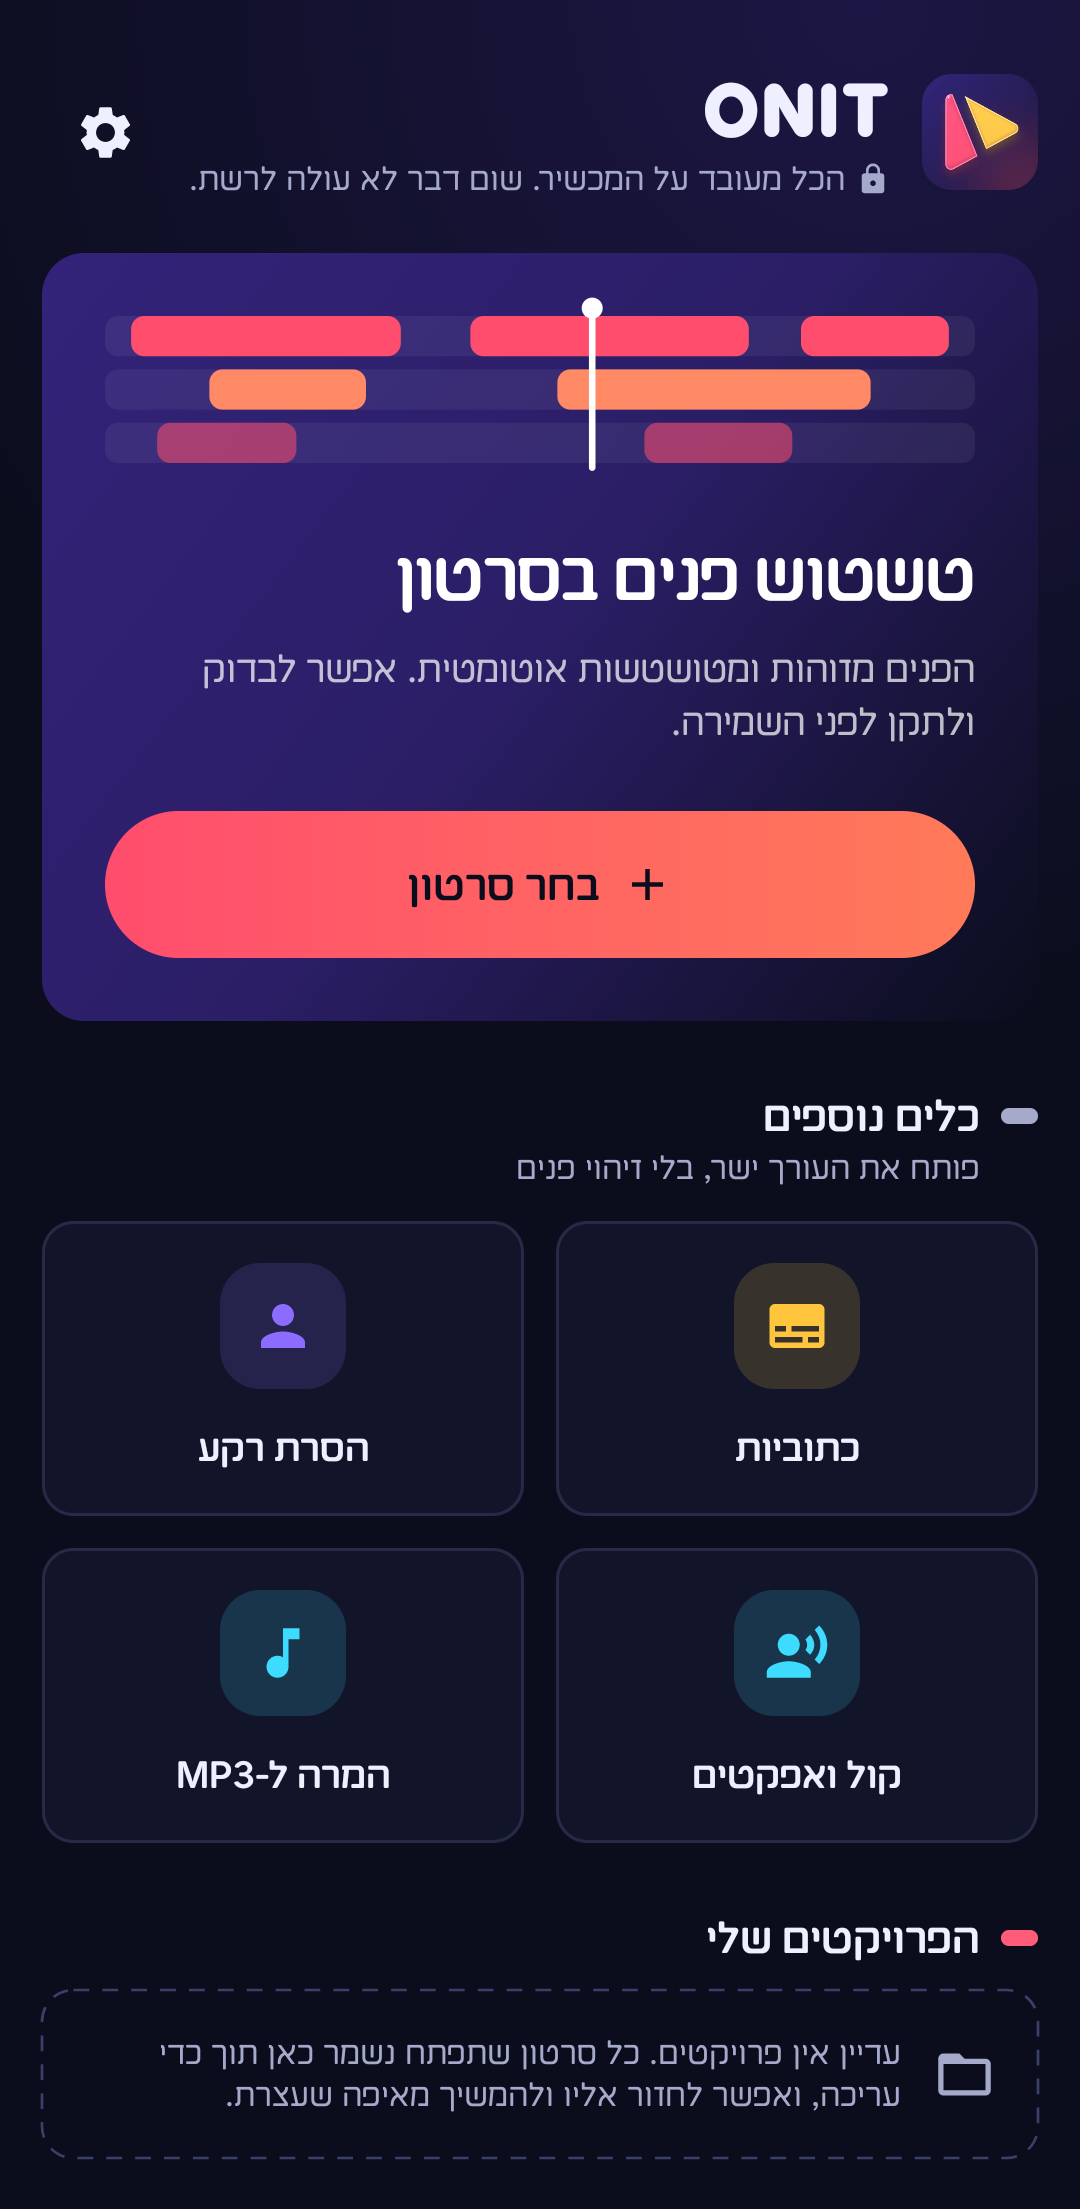 ONIT
הכל מעובד על המכשיר. שום דבר לא עולה לרשת.
טשטוש פנים בסרטון
הפנים מזוהות ומטושטשות אוטומטית. אפשר לבדוק
ולתקן לפני השמירה.
בחר סרטון
כלים נוספים
פותח את העורך ישר, בלי זיהוי פנים
כתוביות
הסרת רקע
קול ואפקטים
המרה ל-MP3
הפרויקטים שלי
עדיין אין פרויקטים. כל סרטון שתפתח נשמר כאן תוך כדי
עריכה, ואפשר לחזור אליו ולהמשיך מאיפה שעצרת.